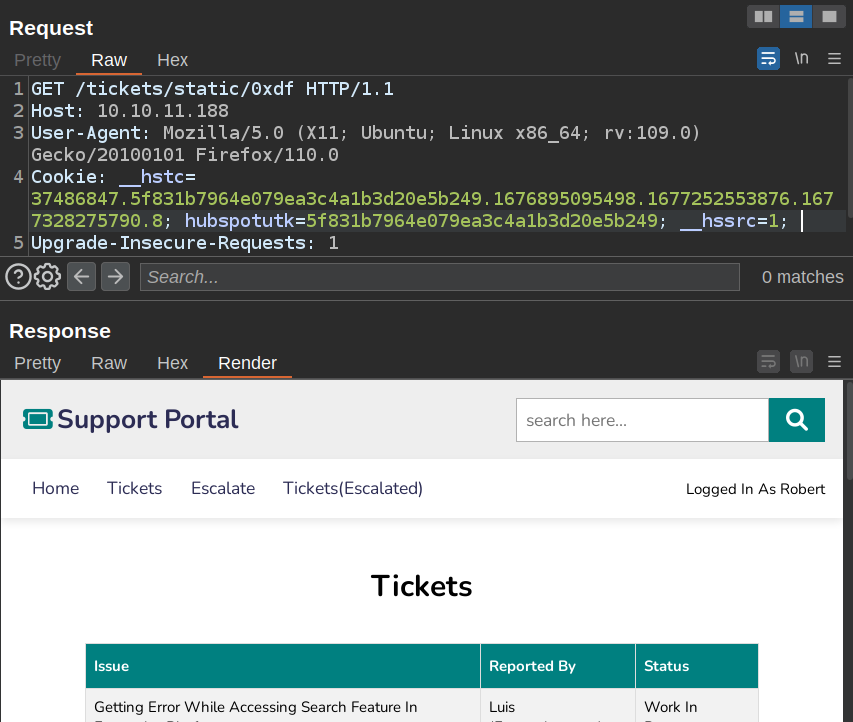 Request
Pretty Raw Hex \n
1 GET /tickets/static/0xdf HTTP/1.1
2 Host: 10.10.11.188
3 User-Agent: Mozilla/5.0 (X11; Ubuntu; Linux x86_64; rv:109.0)
Gecko/20100101 Firefox/110.0
4 Cookie: __hstc=
37486847.5f831b7964e079ea3c4a1b3d20e5b249.1676895095498.1677252553876.167
7328275790.8; hubspotutk=5f831b7964e079ea3c4a1b3d20e5b249; __hssrc=1;
5 Upgrade-Insecure-Requests: 1
Search... 0 matches
Response
Pretty Raw Hex Render \n
Support Portal search here...
Home Tickets Escalate Tickets(Escalated) Logged In As Robert
Tickets
Issue Reported By Status
Getting Error While Accessing Search Feature In Luis Work In